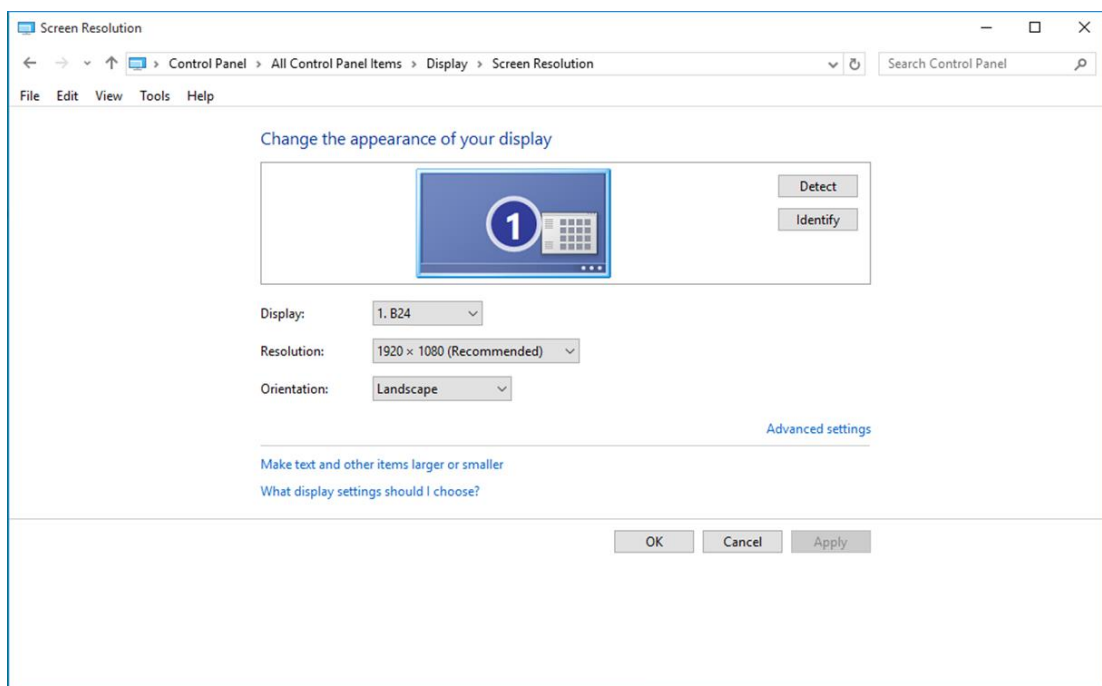 Screen Resolution
Control Panel > All Control Panel Items > Display > Screen Resolution
Search Control Panel
File Edit View Tools Help
Change the appearance of your display
1
Detect
Identify
Display: 1. B24
Resolution: 1920 × 1080 (Recommended)
Orientation: Landscape
Advanced settings
Make text and other items larger or smaller
What display settings should I choose?
OK Cancel Apply